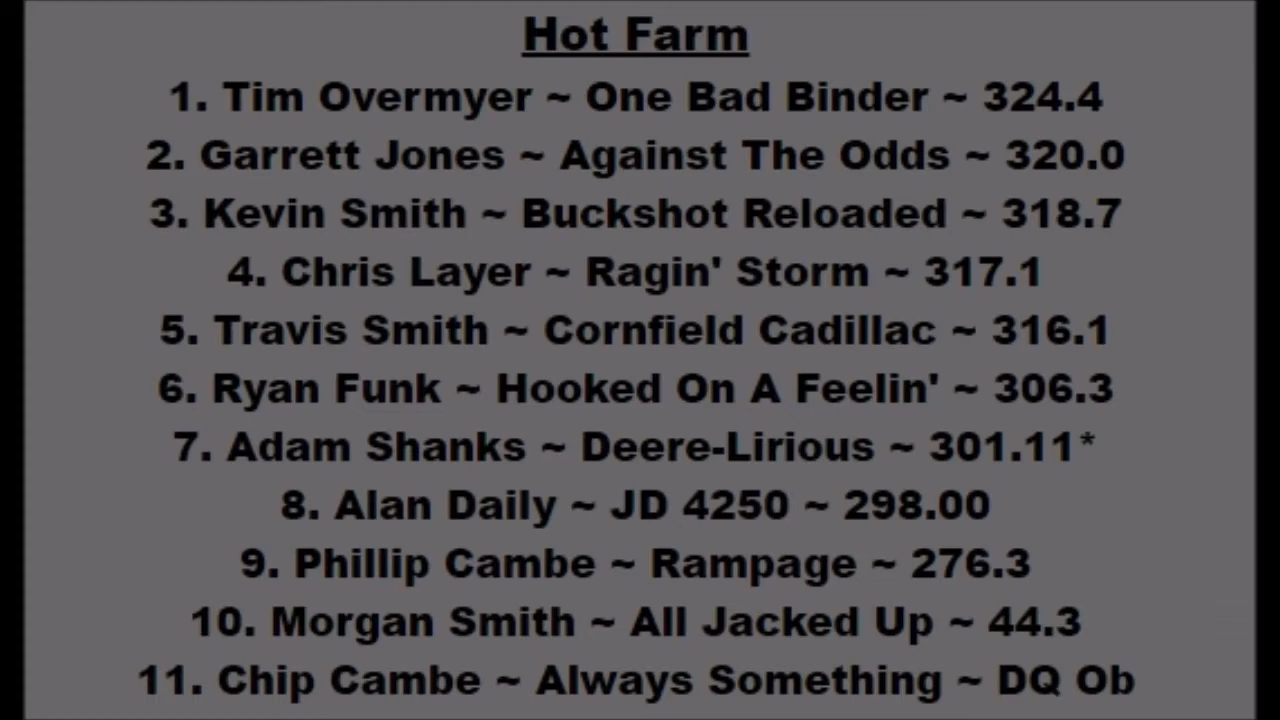 Hot Farm
1. Tim Overmyer ~ One Bad Binder ~ 324.4
2. Garrett Jones ~ Against The Odds ~ 320.0
3. Kevin Smith ~ Buckshot Reloaded ~ 318.7
4. Chris Layer ~ Ragin' Storm ~ 317.1
5. Travis Smith ~ Cornfield Cadillac ~ 316.1
6. Ryan Funk ~ Hooked On A Feelin' ~ 306.3
7. Adam Shanks ~ Deere-Lirious ~ 301.11*
8. Alan Daily ~ JD 4250 ~ 298.00
9. Phillip Cambe ~ Rampage ~ 276.3
10. Morgan Smith ~ All Jacked Up ~ 44.3
11. Chip Cambe ~ Always Something ~ DQ Ob